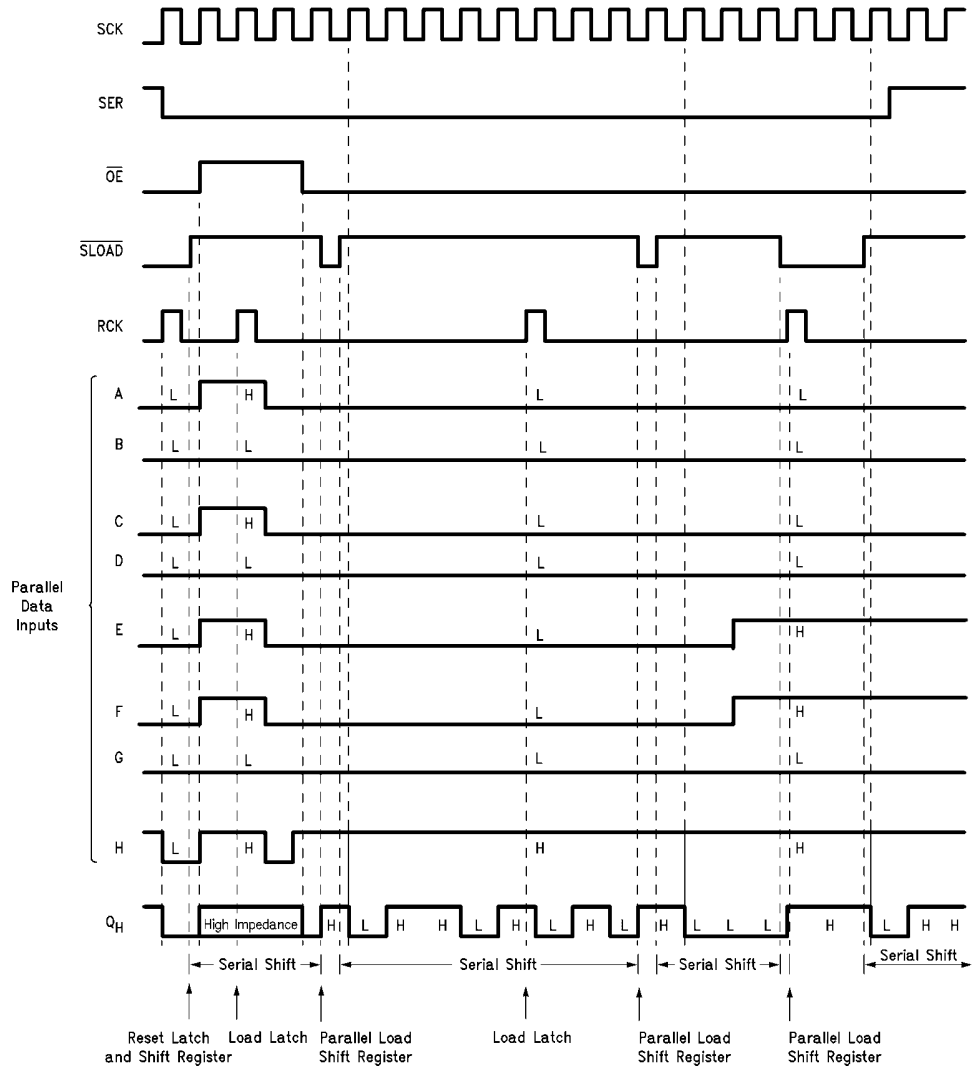 SCK
SER
OE
SLOAD
RCK
A L H L L
B L L L L
C L H L L
D L L L L
Parallel
Data
Inputs
E L H L H
F L H L H
G L L L L
H L H H H
QH High Impedance H L H H L H L H L H L L L H L H H
Serial Shift Serial Shift Serial Shift Serial Shift
Reset Latch
and Shift Register
Load Latch
Parallel Load
Shift Register
Load Latch
Parallel Load
Shift Register
Parallel Load
Shift Register